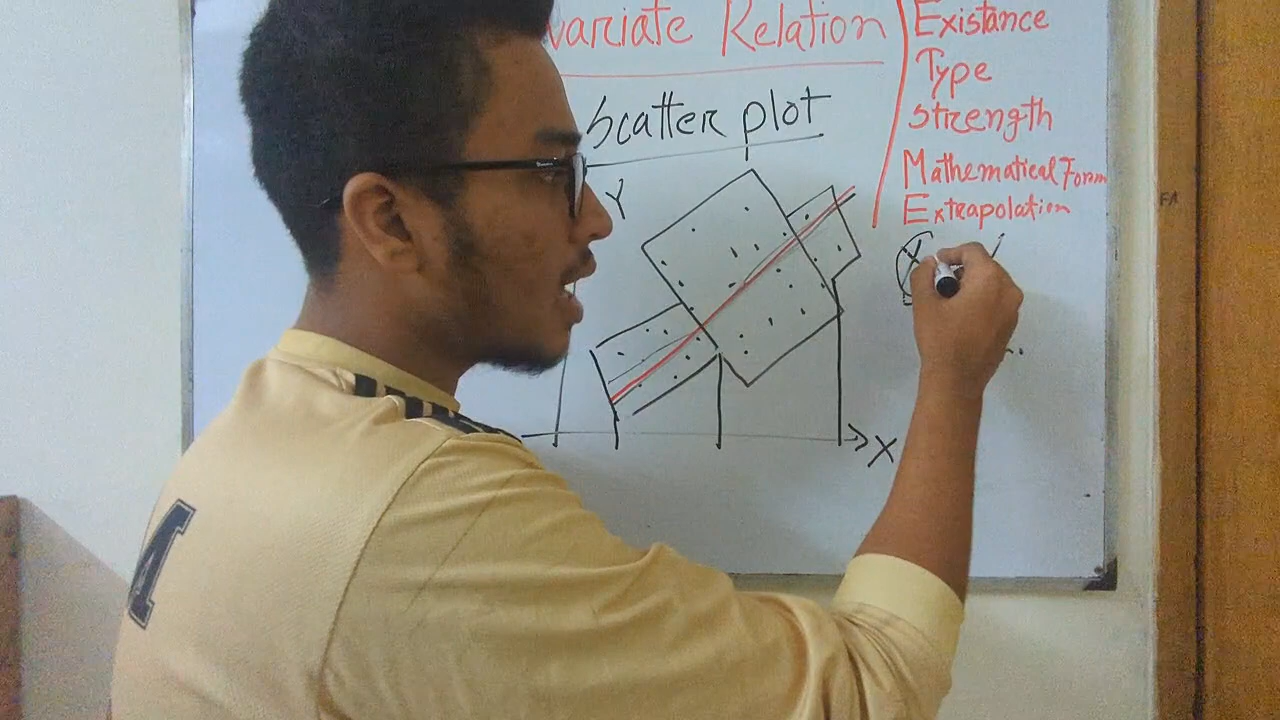 variate Relation
Existance
Type
Strength
Mathematical Form
Extrapolation
Scatter plot
Y
X